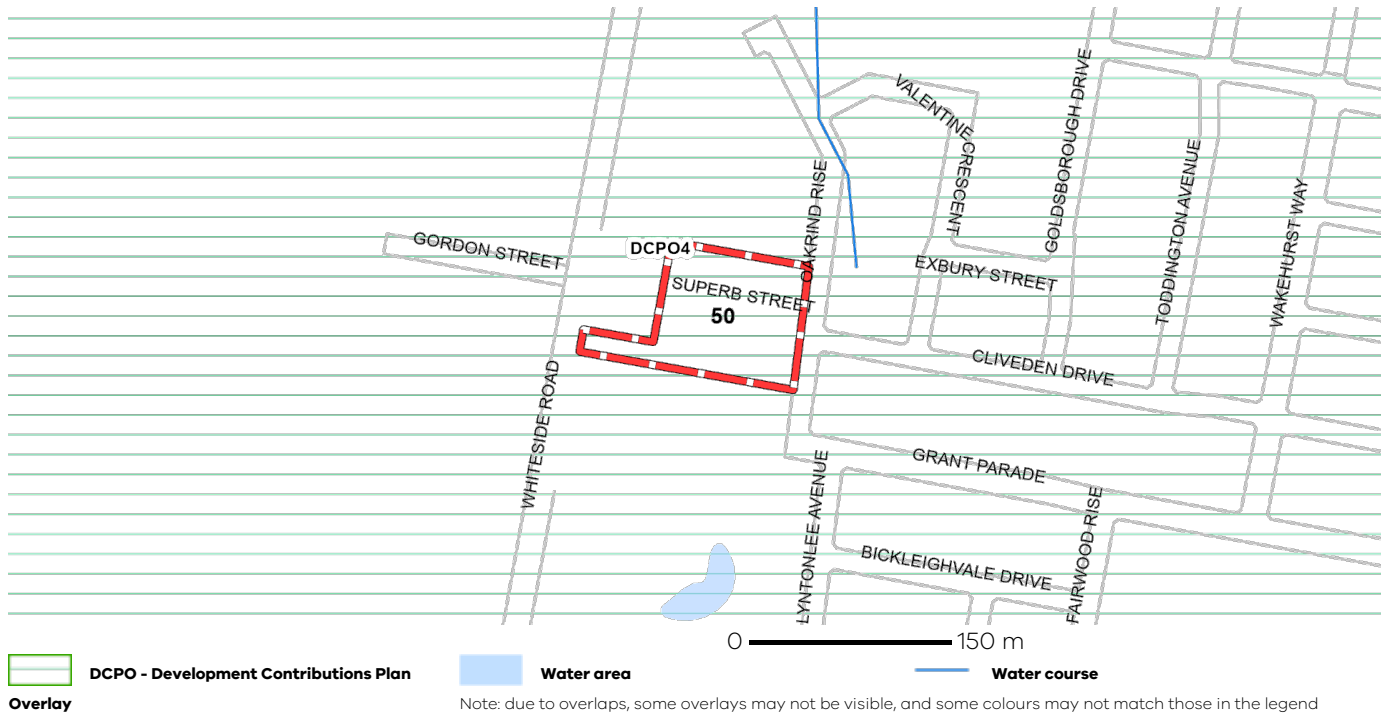 VALENTINE CRESCENT
GOLDSBOROUGH DRIVE
TODDINGTON AVENUE
OAKRIND RISE
WAKEHURST WAY
GORDON STREET
DCPO4
EXBURY STREET
SUPERB STREET
50
CLIVEDEN DRIVE
WHITESIDE ROAD
GRANT PARADE
LYNTONLEE AVENUE
FAIRWOOD RISE
BICKLEIGHVALE DRIVE
0 150 m
DCPO - Development Contributions Plan
Overlay
Water area
Water course
Note: due to overlaps, some overlays may not be visible, and some colours may not match those in the legend